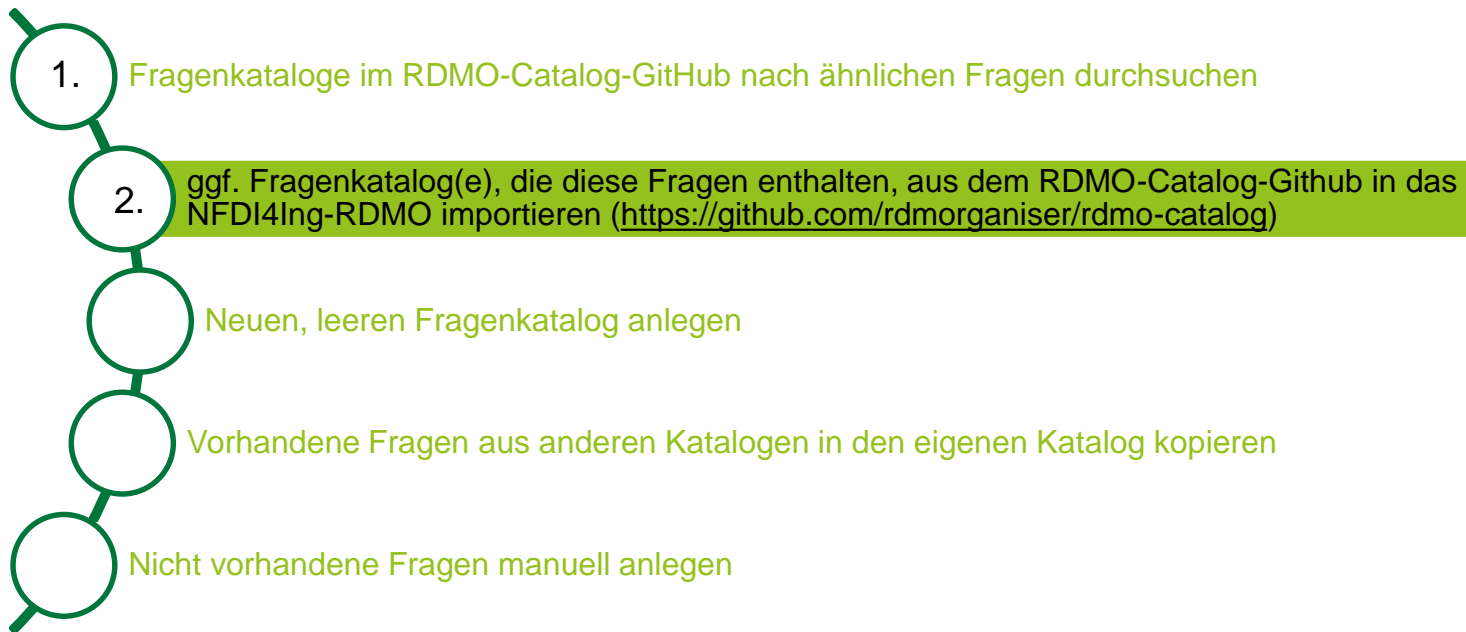 1.
Fragenkataloge im RDMO-Catalog-GitHub nach ähnlichen Fragen durchsuchen
2.
ggf. Fragenkatalog(e), die diese Fragen enthalten, aus dem RDMO-Catalog-Github in das
NFDI4Ing-RDMO importieren (https://github.com/rdmorganiser/rdmo-catalog)
Neuen, leeren Fragenkatalog anlegen
Vorhandene Fragen aus anderen Katalogen in den eigenen Katalog kopieren
Nicht vorhandene Fragen manuell anlegen